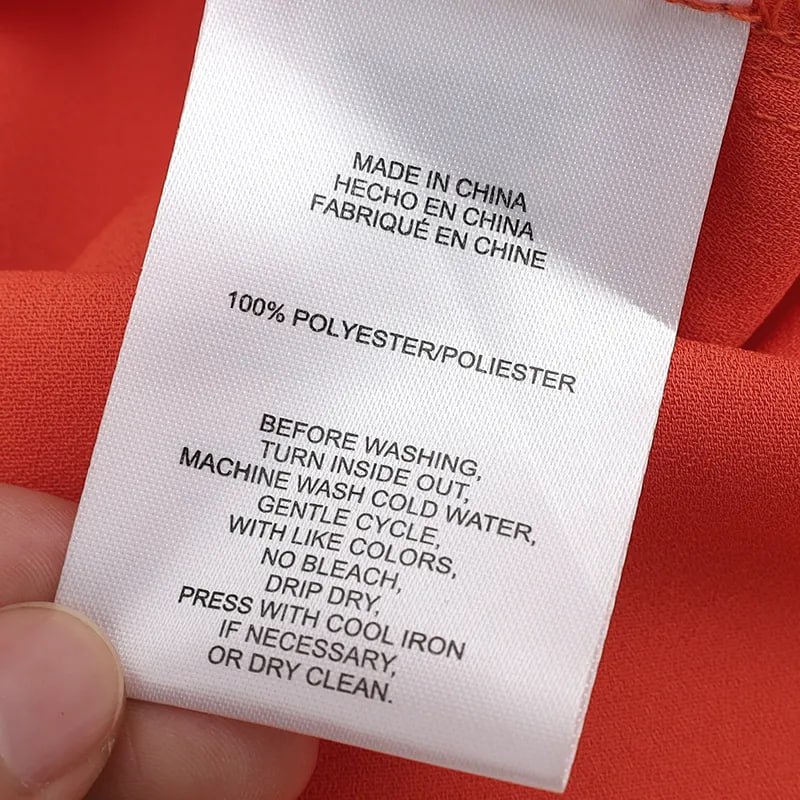 MADE IN CHINA
HECHO EN CHINA
FABRIQUÉ EN CHINE
100% POLYESTER/POLIESTER
BEFORE WASHING,
TURN INSIDE OUT,
MACHINE WASH COLD WATER,
GENTLE CYCLE,
WITH LIKE COLORS,
NO BLEACH,
DRIP DRY,
PRESS WITH COOL IRON
IF NECESSARY,
OR DRY CLEAN.